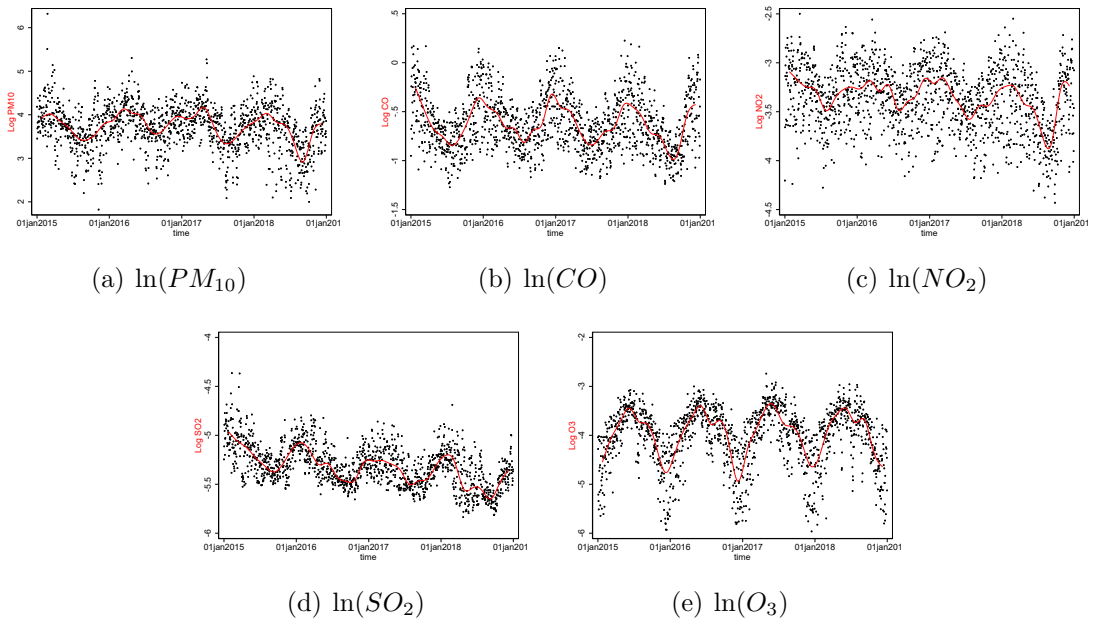 6
5
4
3
2
Log PM10
01jan2015 01jan2016 01jan2017 01jan2018 01jan201
time
(a) ln(PM₁₀)
.5
0
-.5
-1
-1.5
Log CO
01jan2015 01jan2016 01jan2017 01jan2018 01jan201
time
(b) ln(CO)
-2.5
-3
-3.5
-4
-4.5
Log NO2
01jan2015 01jan2016 01jan2017 01jan2018 01jan201
time
(c) ln(NO₂)
-4
-4.5
-5
-5.5
-6
Log SO2
01jan2015 01jan2016 01jan2017 01jan2018 01jan201
time
(d) ln(SO₂)
-2
-3
-4
-5
-6
Log O3
01jan2015 01jan2016 01jan2017 01jan2018 01jan201
time
(e) ln(O₃)